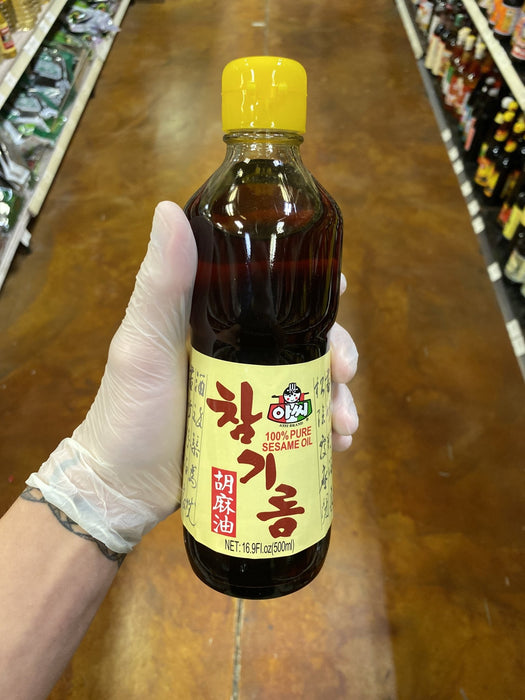 아씨
ASSI BRAND
100% PURE
SESAME OIL
참기름
胡麻油
NET: 16.9Fl.oz(500ml)